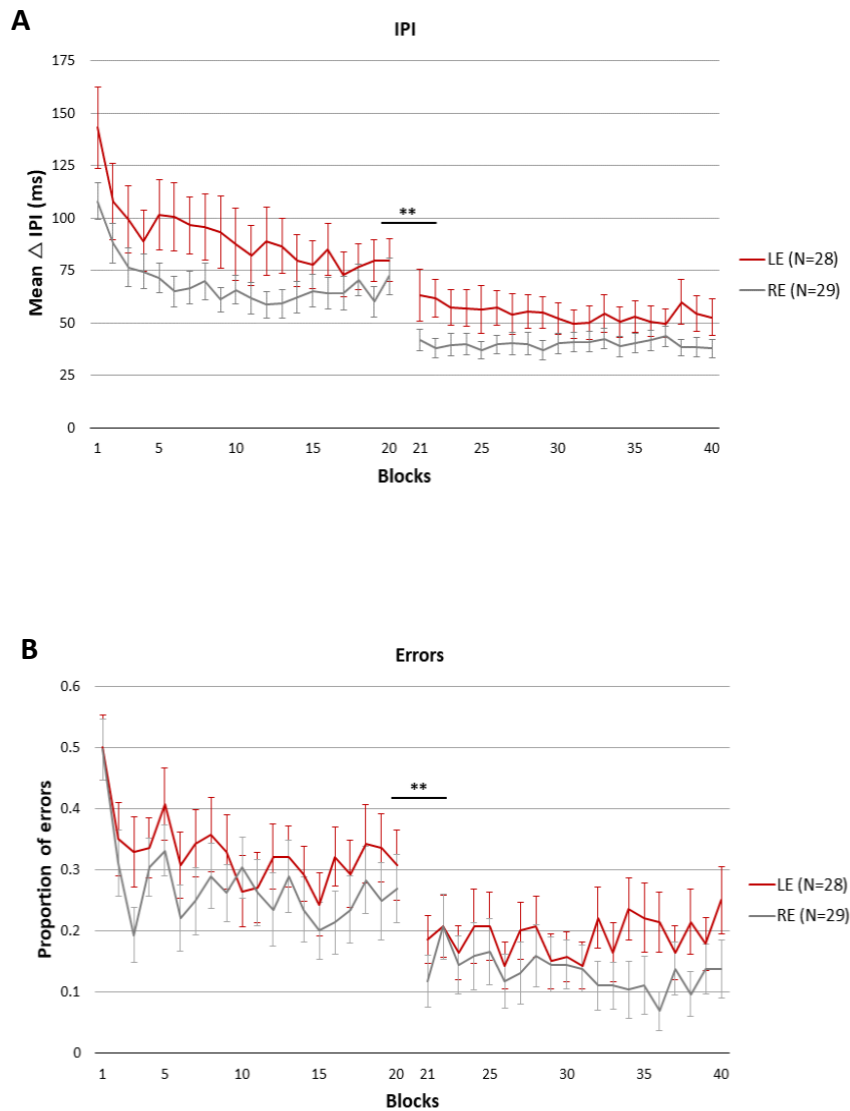 A
IPI
175
150
125
100
75
50
25
0
Mean △ IPI (ms)
**
LE (N=28)
RE (N=29)
1 5 10 15 20 21 25 30 35 40
Blocks
B
Errors
0.6
0.5
0.4
0.3
0.2
0.1
0
Proportion of errors
**
LE (N=28)
RE (N=29)
1 5 10 15 20 21 25 30 35 40
Blocks